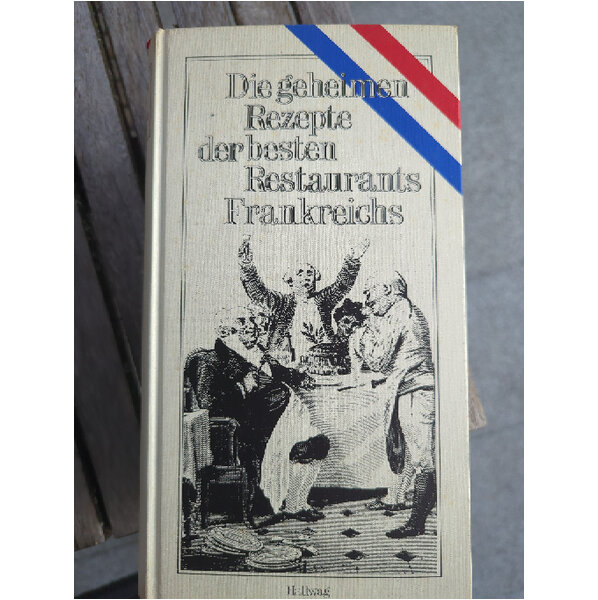 Die geheimen
Rezepte
der besten
Restaurants
Frankreichs
Hallwag